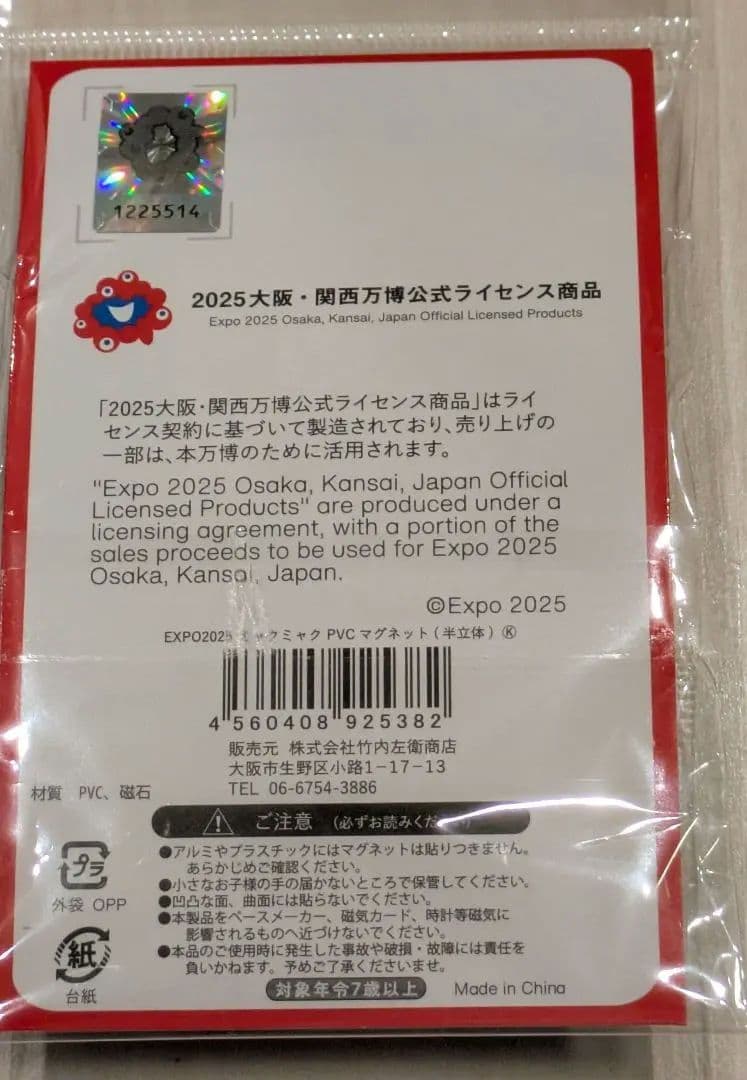 1225514
2025大阪・関西万博公式ライセンス商品
Expo 2025 Osaka, Kansai, Japan Official Licensed Products
「2025大阪・関西万博公式ライセンス商品」はライ
センス契約に基づいて製造されており、売り上げの
一部は、本万博のために活用されます。
"Expo 2025 Osaka, Kansai, Japan Official
Licensed Products" are produced under a
licensing agreement, with a portion of the
sales proceeds to be used for Expo 2025
Osaka, Kansai, Japan.
©Expo 2025
EXPO2025 ミャクミャク PVC マグネット(半立体) Ⓚ
4 560408 925382
販売元 株式会社竹内左衛商店
大阪市生野区小路1-17-13
TEL 06-6754-3886
材質 PVC、磁石
ご注意 (必ずお読みください)
●アルミやプラスチックにはマグネットは貼りつきません。
あらかじめご確認ください。
●小さなお子様の手の届かないところで保管してください。
●凹凸な面、曲面には貼らないでください。
●本製品をペースメーカー、磁気カード、時計等磁気に
影響されるものへ近づけないでください。
●本品のご使用時に発生した事故や破損・故障には責任を
負いかねます。予めご了承くださいませ。
プラ
外袋 OPP
紙
台紙
対象年令7歳以上
Made in China